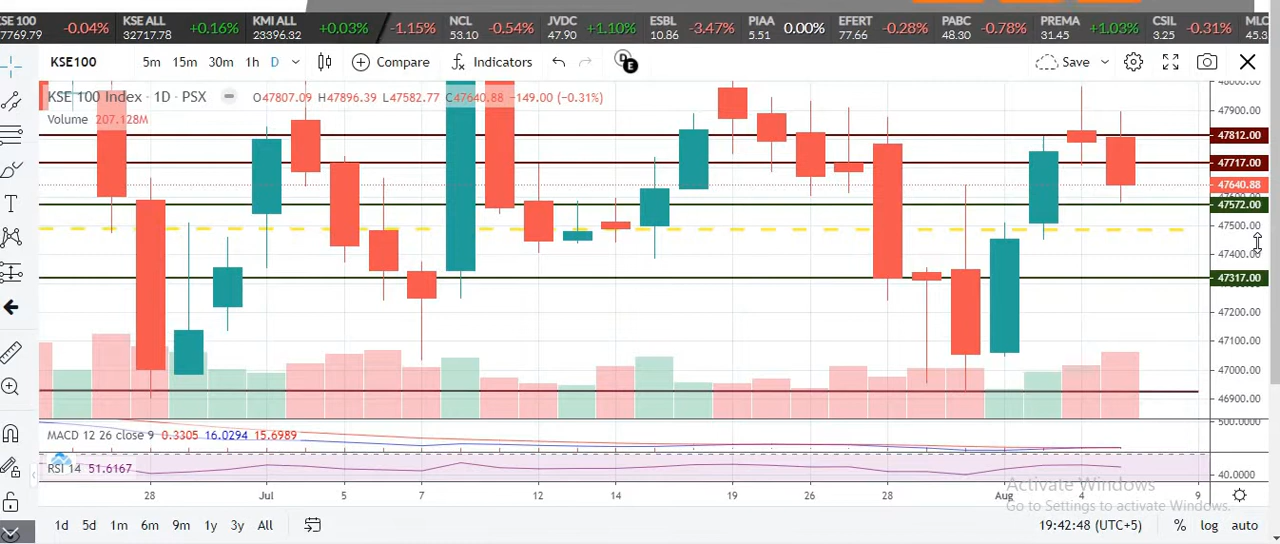 KSE 100 KSE ALL KMI ALL NCL JVDC ESBL PIAA EFERT PABC PREMA CSIL MLC
7769.79 -0.04% 32717.78 +0.16% 23396.32 +0.03% -1.15% 53.10 -0.54% 47.90 +1.10% 10.86 -3.47% 5.51 0.00% 77.66 -0.28% 48.30 -0.78% 31.45 +1.03% 3.25 -0.31% 45.3
KSE100 5m 15m 30m 1h D Compare Indicators D E Save
KSE 100 Index · 1D · PSX O47807.09 H47896.39 L47582.77 C47640.88 −149.00 (−0.31%)
Volume 207.128M
48000.00
47900.00
47812.00
47717.00
47640.88
47572.00
47500.00
47400.00
47317.00
47200.00
47100.00
47000.00
46900.00
MACD 12 26 close 9 0.3305 16.0294 15.6989
500.0000
RSI 14 51.6167
40.0000
28 Jul 5 7 12 14 19 26 28 Aug 4 9
Activate Windows
Go to Settings to activate Windows.
1d 5d 1m 6m 9m 1y 3y All 19:42:48 (UTC+5) % log auto